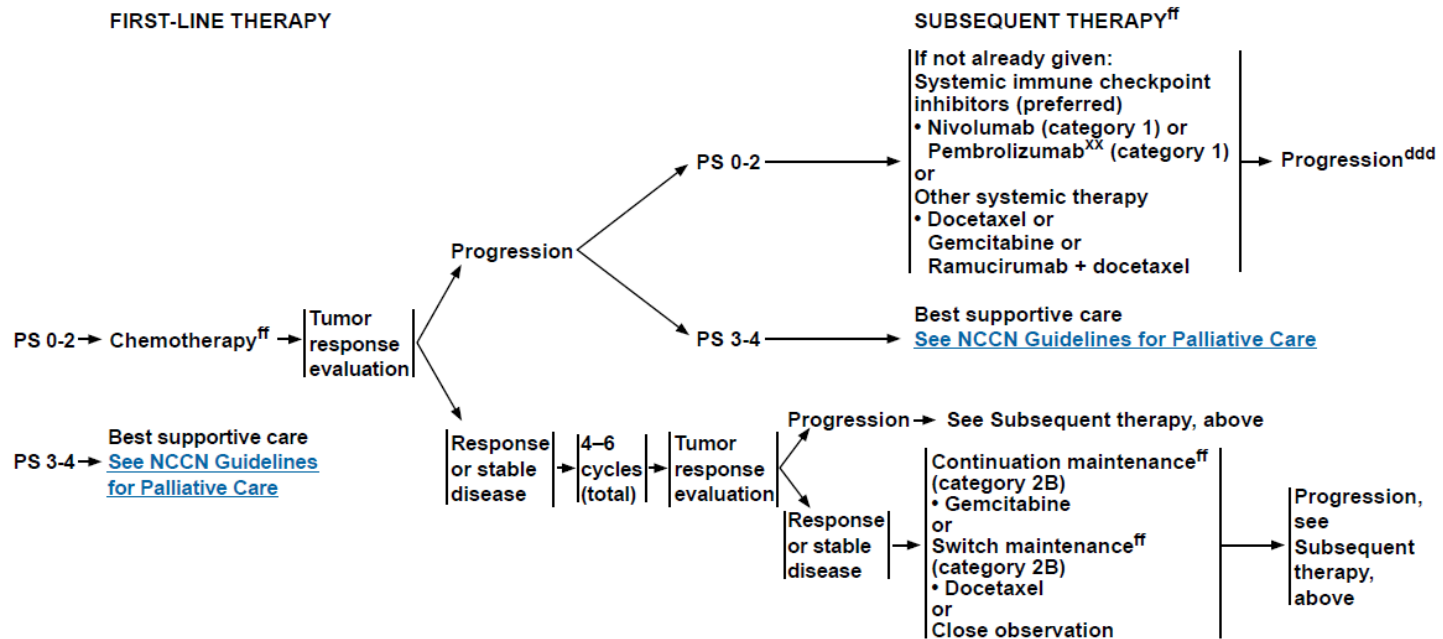 FIRST-LINE THERAPY
SUBSEQUENT THERAPYff
If not already given:
Systemic immune checkpoint
inhibitors (preferred)
• Nivolumab (category 1) or
Pembrolizumabxx (category 1)
or
Other systemic therapy
• Docetaxel or
Gemcitabine or
Ramucirumab + docetaxel
PS 0-2
Progressionddd
Progression
PS 3-4
Best supportive care
See NCCN Guidelines for Palliative Care
PS 0-2
Chemotherapyff
Tumor
response
evaluation
PS 3-4
Best supportive care
See NCCN Guidelines
for Palliative Care
Response
or stable
disease
4–6
cycles
(total)
Tumor
response
evaluation
Progression
See Subsequent therapy, above
Response
or stable
disease
Continuation maintenanceff
(category 2B)
• Gemcitabine
or
Switch maintenanceff
(category 2B)
• Docetaxel
or
Close observation
Progression,
see
Subsequent
therapy,
above